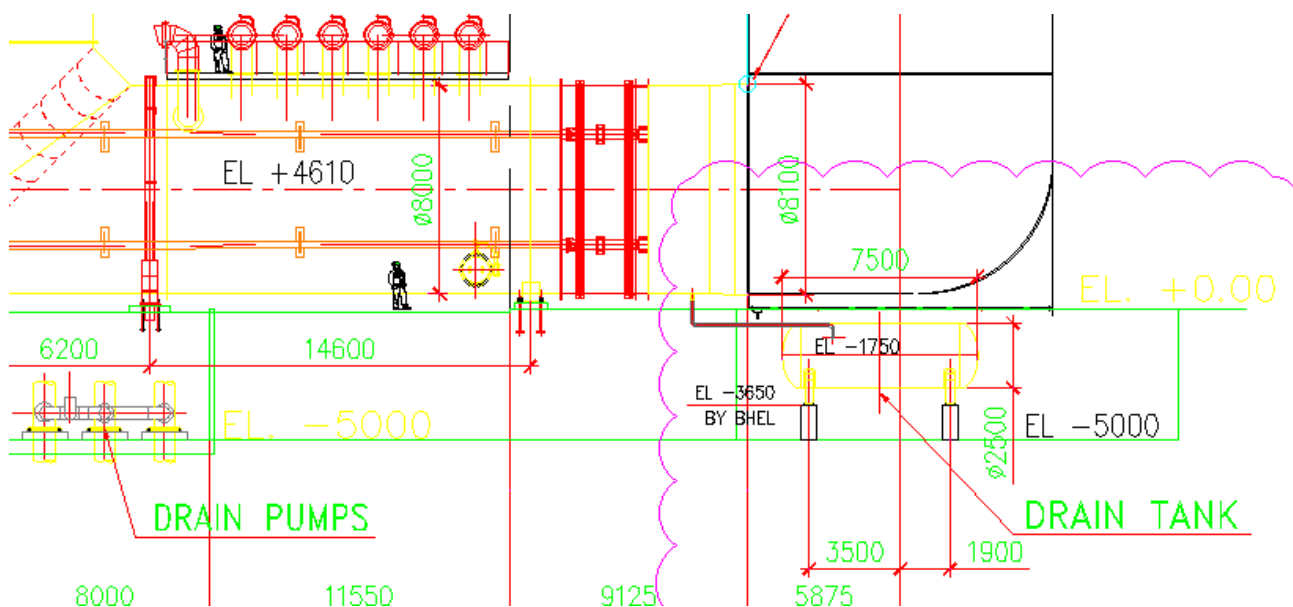 EL +4610
ø8000
ø8100
7500
EL. +0.00
6200
14600
EL -1750
EL -3650
BY BHEL
EL. -5000
EL -5000
ø2500
DRAIN PUMPS
DRAIN TANK
3500
1900
8000
11550
9125
5875